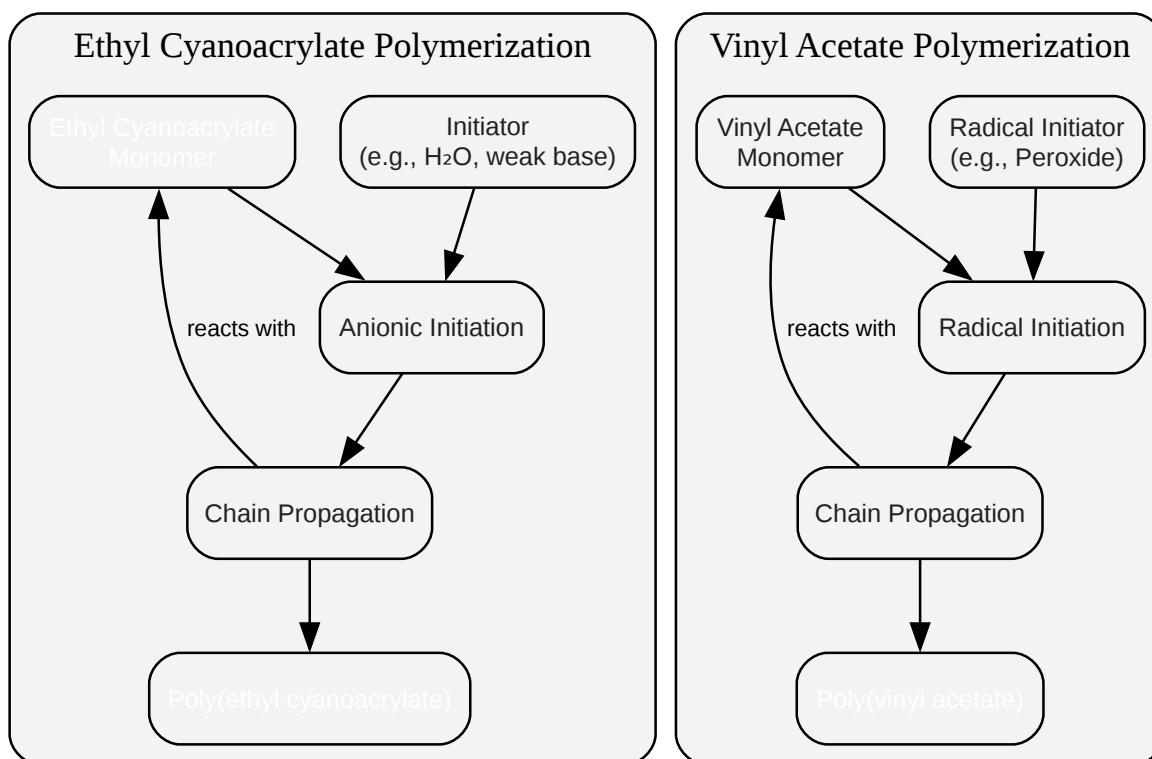 Ethyl Cyanoacrylate Polymerization
Ethyl Cyanoacrylate
Monomer
Initiator
(e.g., H₂O, weak base)
reacts with
Anionic Initiation
Chain Propagation
Poly(ethyl cyanoacrylate)
Vinyl Acetate Polymerization
Vinyl Acetate
Monomer
Radical Initiator
(e.g., Peroxide)
reacts with
Radical Initiation
Chain Propagation
Poly(vinyl acetate)